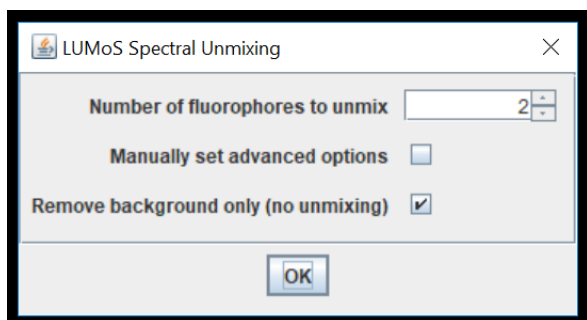 LUMoS Spectral Unmixing
Number of fluorophores to unmix 2
Manually set advanced options
Remove background only (no unmixing)
OK